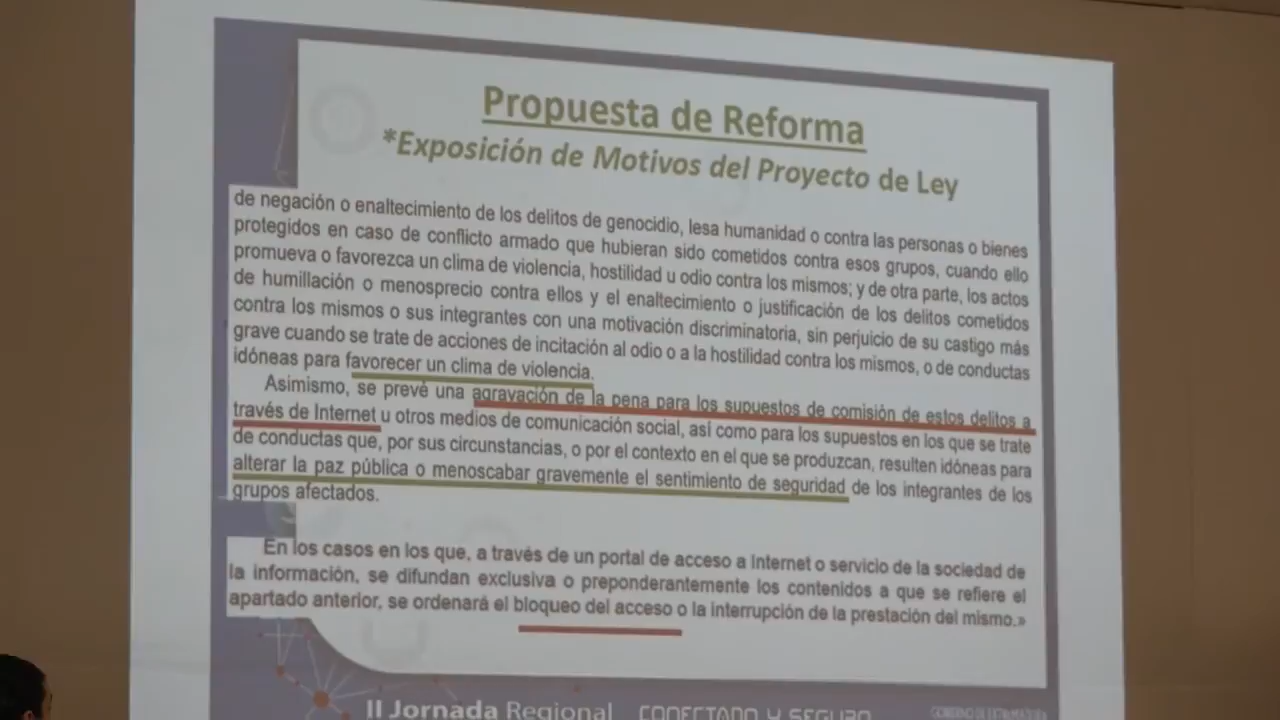 Propuesta de Reforma
*Exposición de Motivos del Proyecto de Ley
de negación o enaltecimiento de los delitos de genocidio, lesa humanidad o contra las personas o bienes
protegidos en caso de conflicto armado que hubieran sido cometidos contra esos grupos, cuando ello
promueva o favorezca un clima de violencia, hostilidad u odio contra los mismos; y de otra parte, los actos
de humillación o menosprecio contra ellos y el enaltecimiento o justificación de los delitos cometidos
contra los mismos o sus integrantes con una motivación discriminatoria, sin perjuicio de su castigo más
grave cuando se trate de acciones de incitación al odio o a la hostilidad contra los mismos, o de conductas
idóneas para favorecer un clima de violencia.
Asimismo, se prevé una agravación de la pena para los supuestos de comisión de estos delitos a
través de Internet u otros medios de comunicación social, así como para los supuestos en los que se trate
de conductas que, por sus circunstancias, o por el contexto en el que se produzcan, resulten idóneas para
alterar la paz pública o menoscabar gravemente el sentimiento de seguridad de los integrantes de los
grupos afectados.
En los casos en los que, a través de un portal de acceso a Internet o servicio de la sociedad de
la información, se difundan exclusiva o preponderantemente los contenidos a que se refiere el
apartado anterior, se ordenará el bloqueo del acceso o la interrupción de la prestación del mismo.»
II Jornada Regional CONECTADO Y SEGURO GOBIERNO DE EXTREMADURA